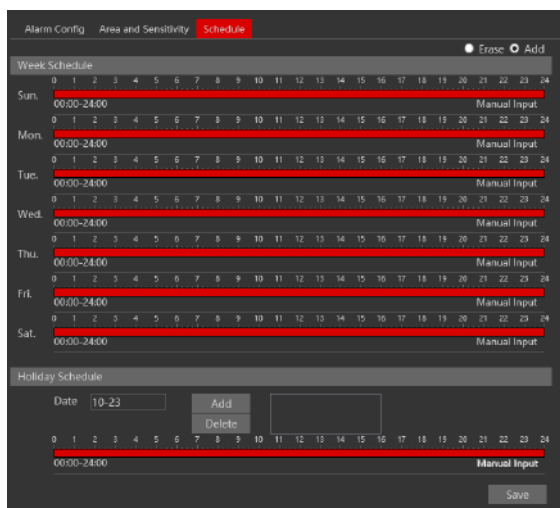 Alarm Config Area and Sensitivity Schedule
Erase Add
Week Schedule
0 1 2 3 4 5 6 7 8 9 10 11 12 13 14 15 16 17 18 19 20 21 22 23 24
Sun.
00:00-24:00 Manual Input
0 1 2 3 4 5 6 7 8 9 10 11 12 13 14 15 16 17 18 19 20 21 22 23 24
Mon.
00:00-24:00 Manual Input
0 1 2 3 4 5 6 7 8 9 10 11 12 13 14 15 16 17 18 19 20 21 22 23 24
Tue.
00:00-24:00 Manual Input
0 1 2 3 4 5 6 7 8 9 10 11 12 13 14 15 16 17 18 19 20 21 22 23 24
Wed.
00:00-24:00 Manual Input
0 1 2 3 4 5 6 7 8 9 10 11 12 13 14 15 16 17 18 19 20 21 22 23 24
Thu.
00:00-24:00 Manual Input
0 1 2 3 4 5 6 7 8 9 10 11 12 13 14 15 16 17 18 19 20 21 22 23 24
Fri.
00:00-24:00 Manual Input
0 1 2 3 4 5 6 7 8 9 10 11 12 13 14 15 16 17 18 19 20 21 22 23 24
Sat.
00:00-24:00 Manual Input
Holiday Schedule
Date 10-23 Add
Delete
0 1 2 3 4 5 6 7 8 9 10 11 12 13 14 15 16 17 18 19 20 21 22 23 24
00:00-24:00 Manual Input
Save